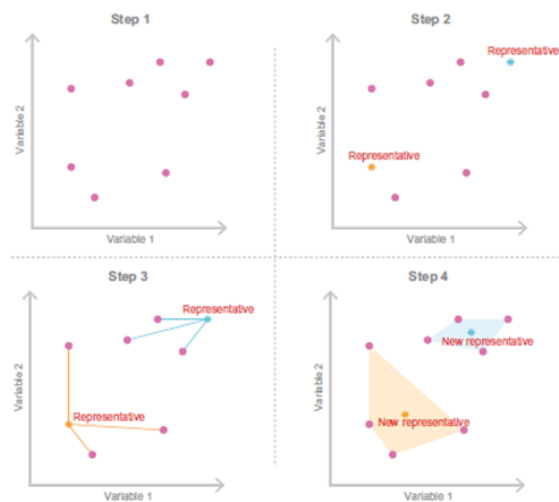 Step 1
Variable 2
Variable 1
Step 2
Representative
Representative
Variable 2
Variable 1
Step 3
Representative
Representative
Variable 2
Variable 1
Step 4
New representative
New representative
Variable 2
Variable 1